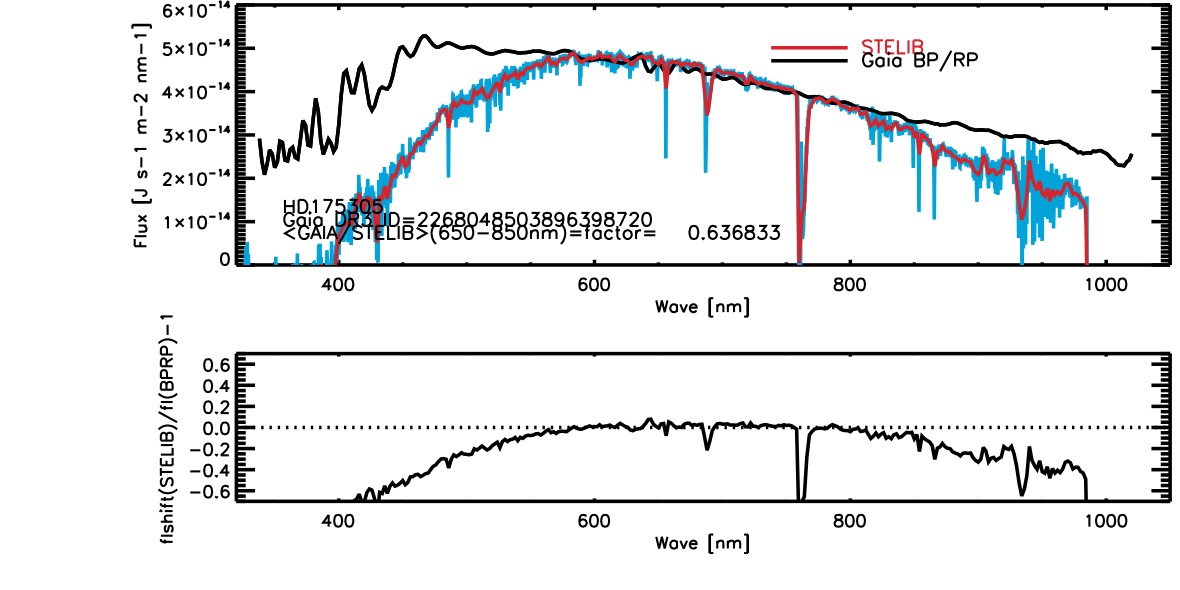 6×10-14
5×10-14
4×10-14
3×10-14
2×10-14
1×10-14
0
Flux [J s-1 m-2 nm-1]
STELIB
Gaia BP/RP
HD175305
Gaia DR3 ID=2268048503896398720
<GAIA/STELIB>(650-850nm)=factor= 0.636833
400 600 800 1000
Wave [nm]
flshift(STELIB)/fl(BPRP)-1
0.6
0.4
0.2
0.0
-0.2
-0.4
-0.6
400 600 800 1000
Wave [nm]